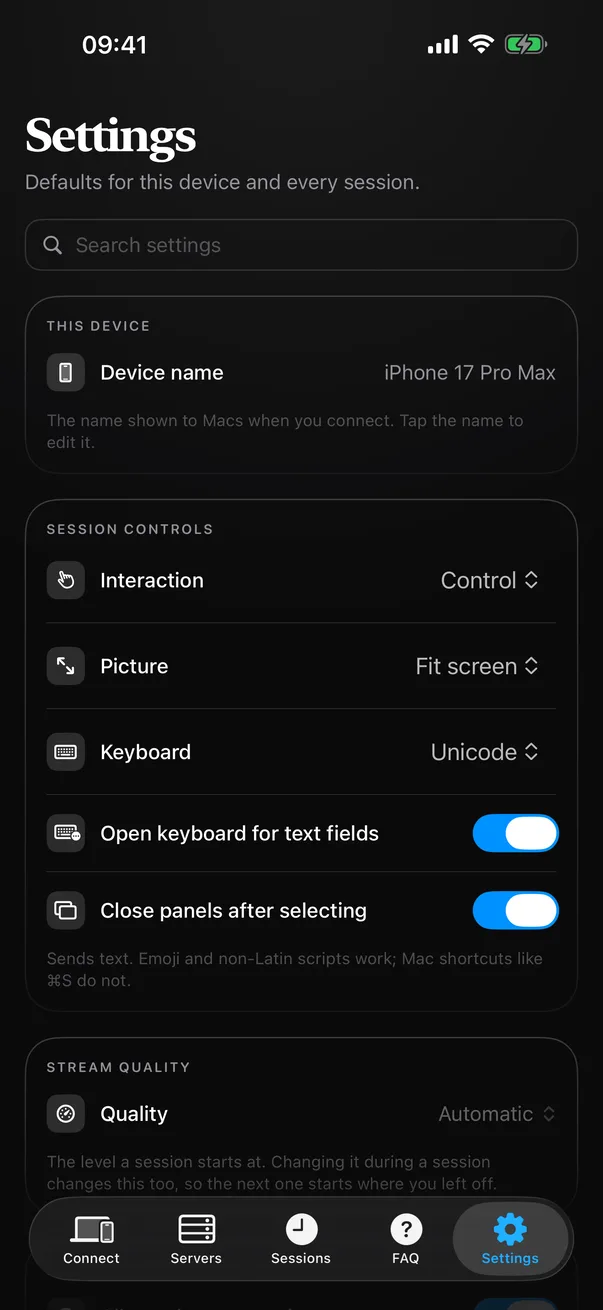 09:41
Settings
Defaults for this device and every session.
Search settings
THIS DEVICE
Device name
iPhone 17 Pro Max
The name shown to Macs when you connect. Tap the name to
edit it.
SESSION CONTROLS
Interaction
Control
Picture
Fit screen
Keyboard
Unicode
Open keyboard for text fields
Close panels after selecting
Sends text. Emoji and non-Latin scripts work; Mac shortcuts like
⌘S do not.
STREAM QUALITY
Quality
Automatic
The level a session starts at. Changing it during a session
changes this too, so the next one starts where you left off.
Connect
Servers
Sessions
FAQ
Settings